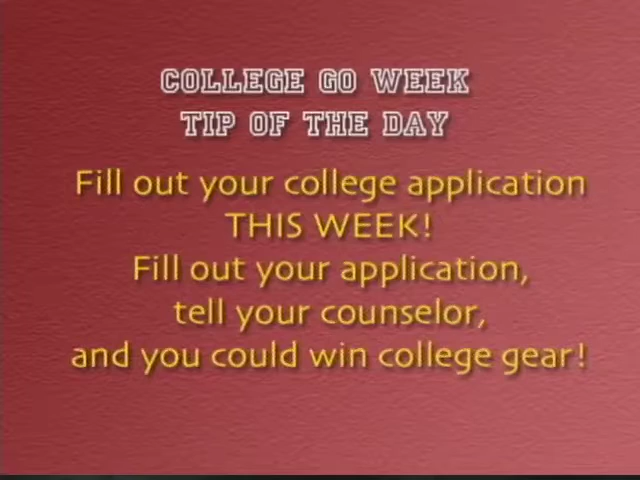 COLLEGE GO WEEK
TIP OF THE DAY
Fill out your college application
THIS WEEK!
Fill out your application,
tell your counselor,
and you could win college gear!